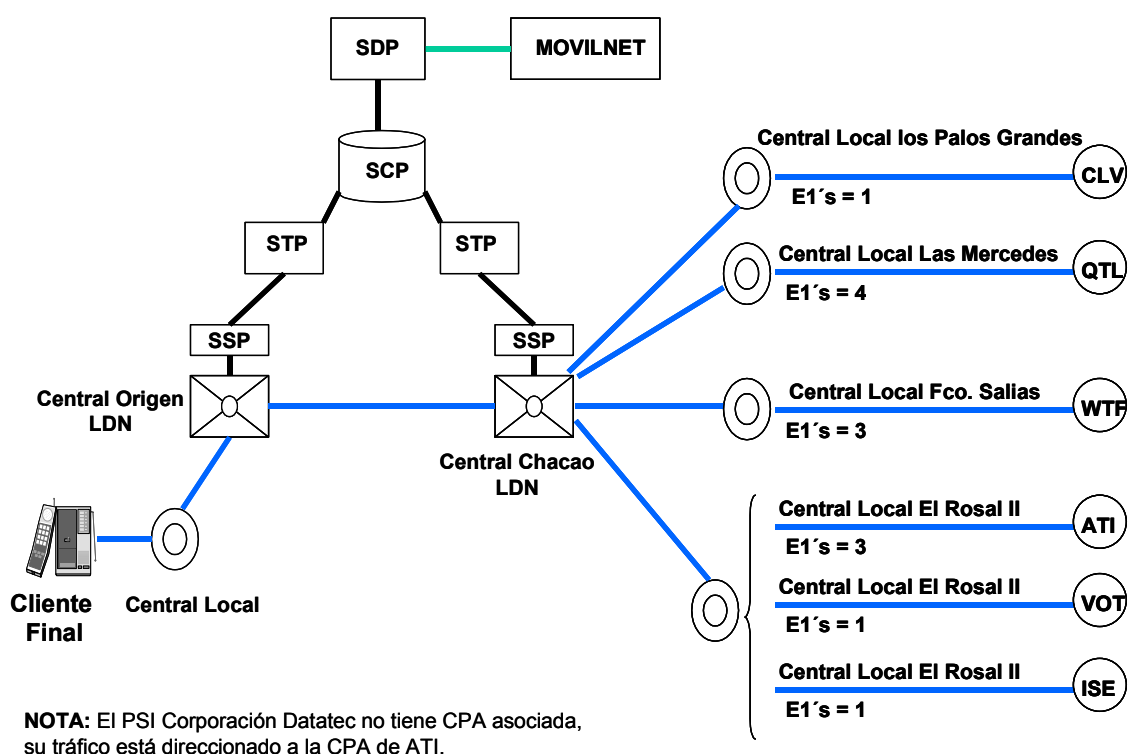 SDP
MOVILNET
SCP
STP
STP
SSP
SSP
Central Origen
LDN
Central Chacao
LDN
Cliente
Final
Central Local
Central Local los Palos Grandes
CLV
E1´s = 1
Central Local Las Mercedes
QTL
E1´s = 4
Central Local Fco. Salias
WTF
E1´s = 3
Central Local El Rosal II
ATI
E1´s = 3
Central Local El Rosal II
VOT
E1´s = 1
Central Local El Rosal II
ISE
E1´s = 1
NOTA: El PSI Corporación Datatec no tiene CPA asociada,
su tráfico está direccionado a la CPA de ATI.